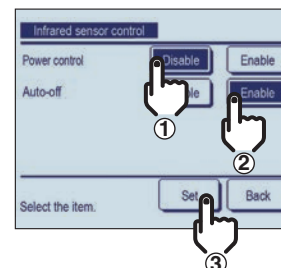 Infrared sensor control
Power control Disable Enable
Auto-off Enable
①
②
Select the item. Set Back
③